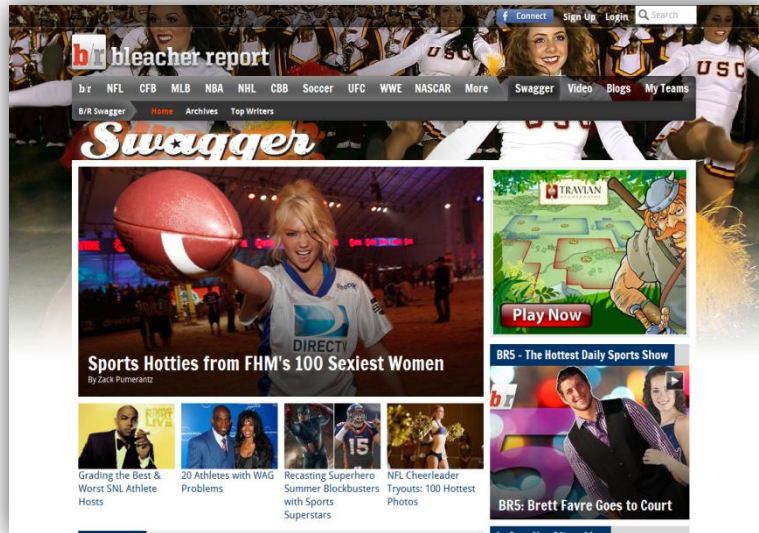 f Connect Sign Up Login Search
b/r bleacher report
b/r NFL CFB MLB NBA NHL CBB Soccer UFC WWE NASCAR More Swagger Video Blogs My Teams
B/R Swagger Home Archives Top Writers
Swagger
USC
USC
USC
DIRECTV
Sports Hotties from FHM's 100 Sexiest Women
By Zack Pumerantz
TRAVIAN
Play Now
BR5 - The Hottest Daily Sports Show
b/r
5
BR5: Brett Favre Goes to Court
15
Grading the Best &
Worst SNL Athlete
Hosts
20 Athletes with WAG
Problems
Recasting Superhero
Summer Blockbusters
with Sports
Superstars
NFL Cheerleader
Tryouts: 100 Hottest
Photos